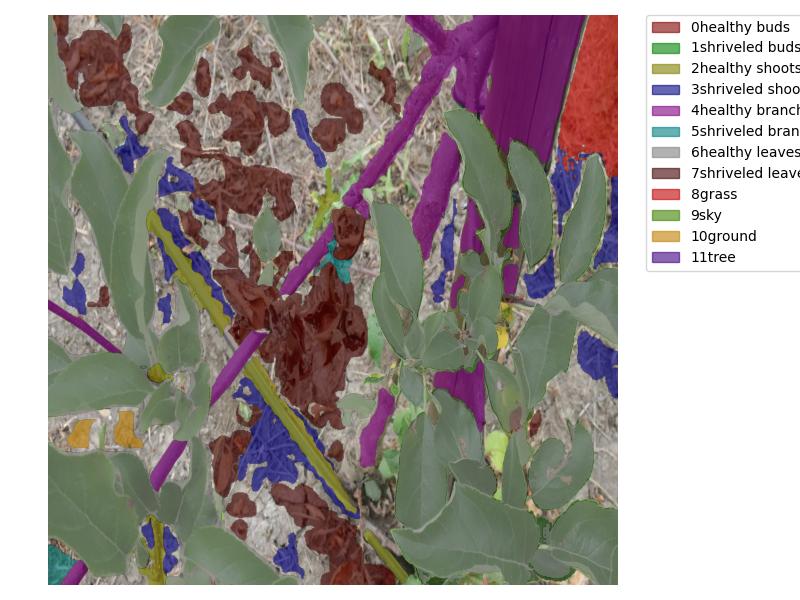 0healthy buds
1shriveled buds
2healthy shoots
3shriveled shoo
4healthy branch
5shriveled bran
6healthy leaves
7shriveled leave
8grass
9sky
10ground
11tree